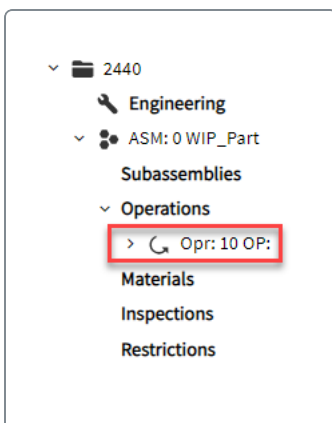 2440
Engineering
ASM: 0 WIP_Part
Subassemblies
Operations
Opr: 10 OP:
Materials
Inspections
Restrictions